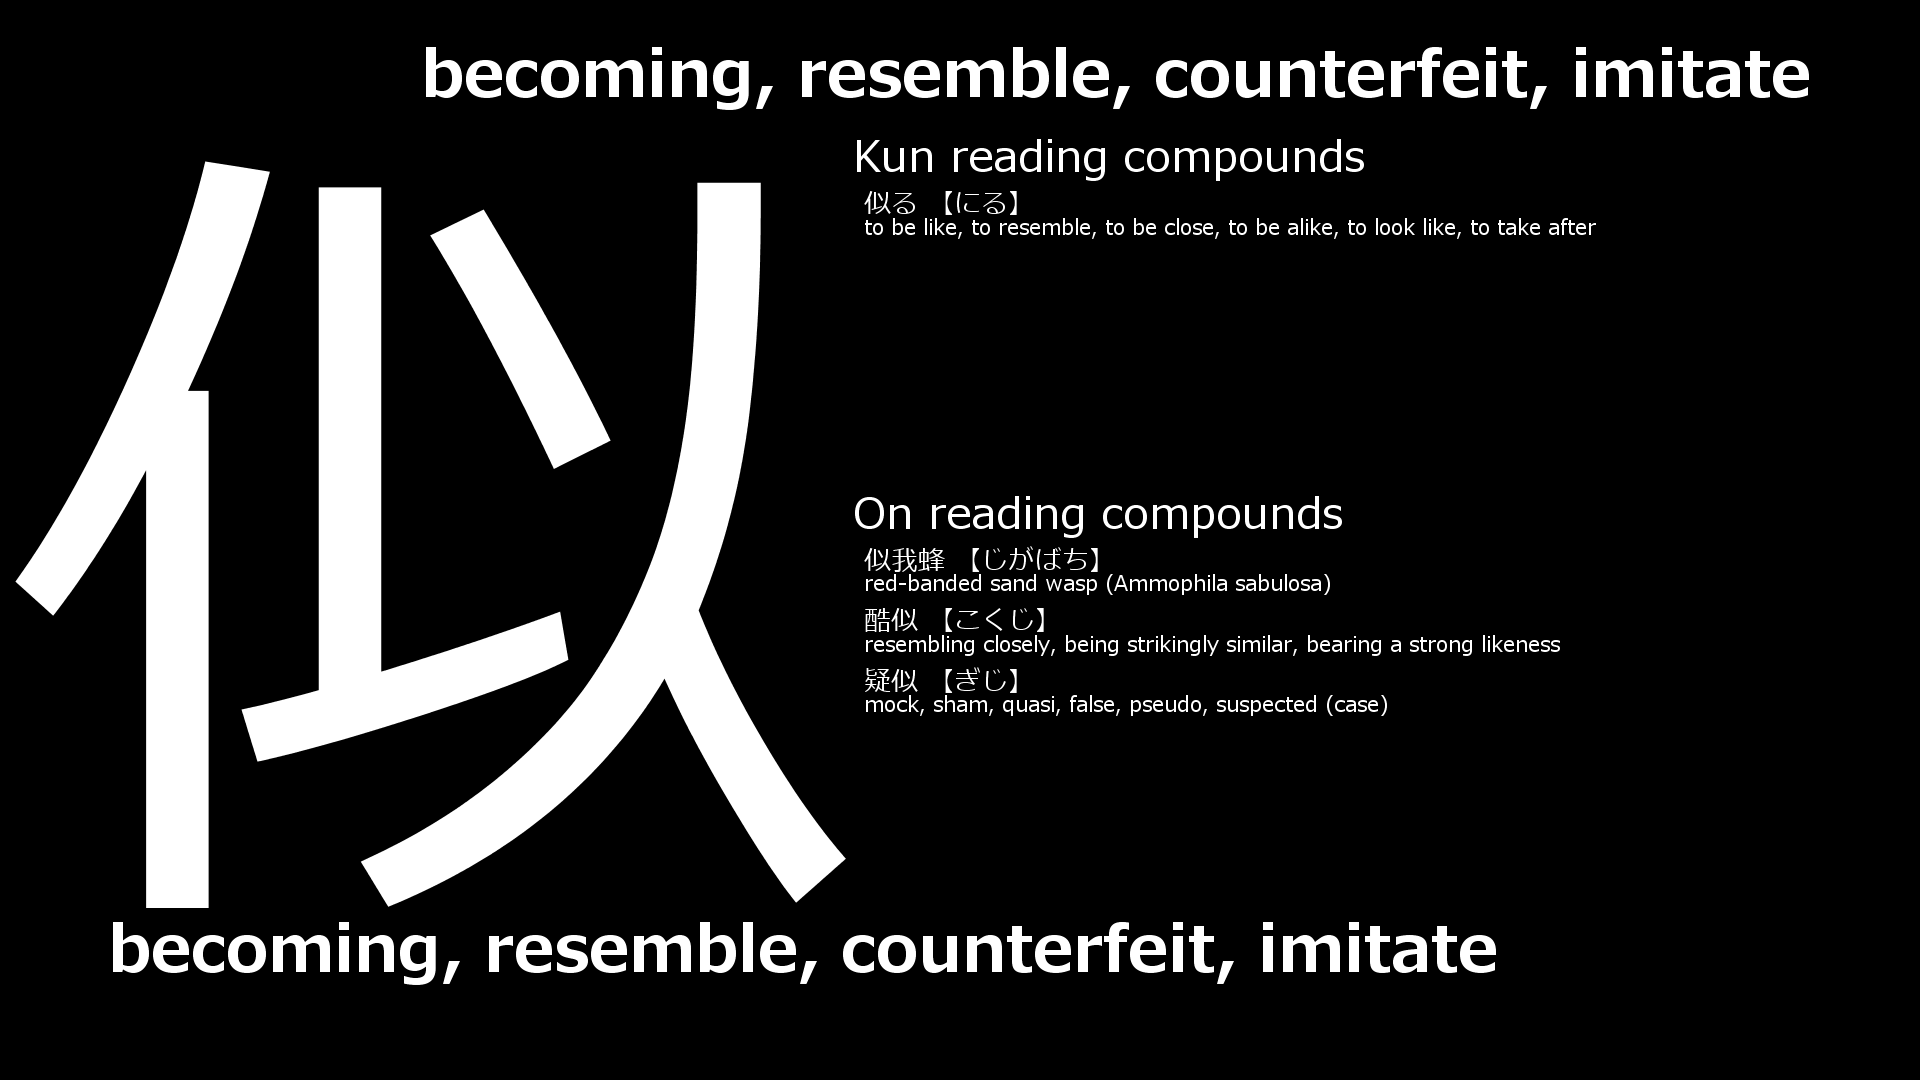 becoming, resemble, counterfeit, imitate
似
Kun reading compounds
似る 【にる】
to be like, to resemble, to be close, to be alike, to look like, to take after
On reading compounds
似我蜂 【じがばち】
red-banded sand wasp (Ammophila sabulosa)
酷似 【こくじ】
resembling closely, being strikingly similar, bearing a strong likeness
疑似 【ぎじ】
mock, sham, quasi, false, pseudo, suspected (case)
becoming, resemble, counterfeit, imitate